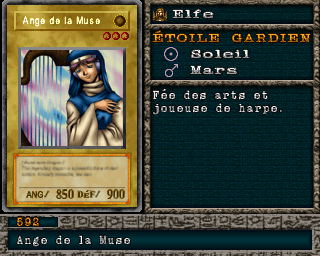 Ange de la Muse
ANG/ 850 DÉF/ 900
Elfe
ÉTOILE GARDIEN
Soleil
Mars
Fée des arts et
joueuse de harpe.
592
Ange de la Muse